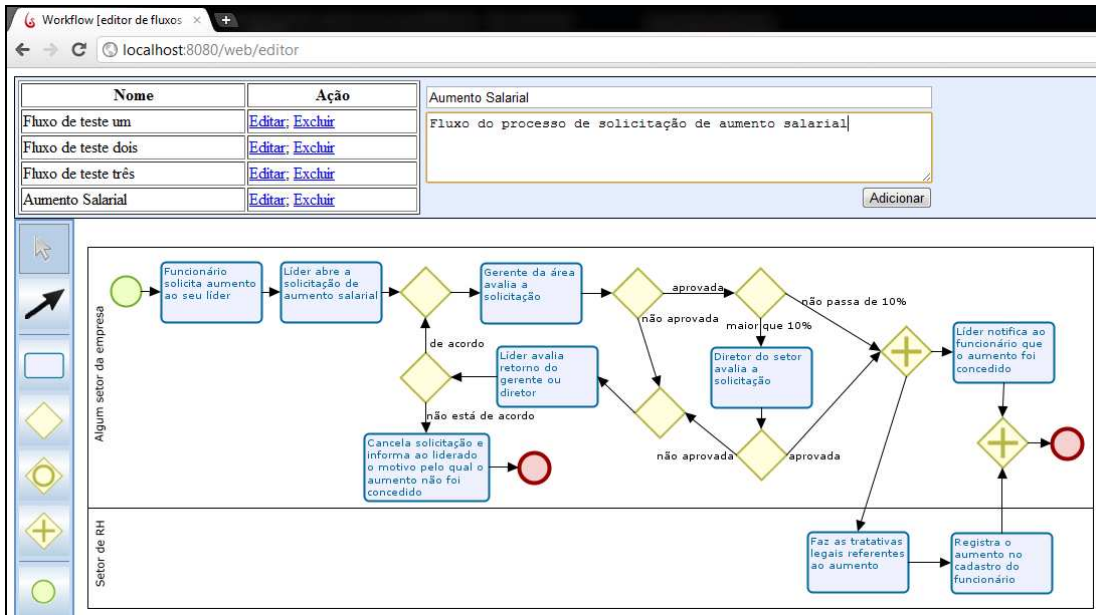 Workflow [editor de fluxos
localhost:8080/web/editor
Nome Ação
Fluxo de teste um Editar; Excluir
Fluxo de teste dois Editar; Excluir
Fluxo de teste três Editar; Excluir
Aumento Salarial Editar; Excluir
Aumento Salarial
Fluxo do processo de solicitação de aumento salarial
Adicionar
Algum setor da empresa
Funcionário
solicita aumento
ao seu líder
Líder abre a
solicitação de
aumento salarial
Gerente da área
avalia a
solicitação
aprovada
não aprovada
não passa de 10%
maior que 10%
Diretor do setor
avalia a
solicitação
não aprovada
aprovada
Líder avalia
retorno do
gerente ou
diretor
de acordo
não está de acordo
Cancela solicitação e
informa ao liderado
o motivo pelo qual o
aumento não foi
concedido
Líder notifica ao
funcionário que
o aumento foi
concedido
Setor de RH
Faz as tratativas
legais referentes
ao aumento
Registra o
aumento no
cadastro do
funcionário